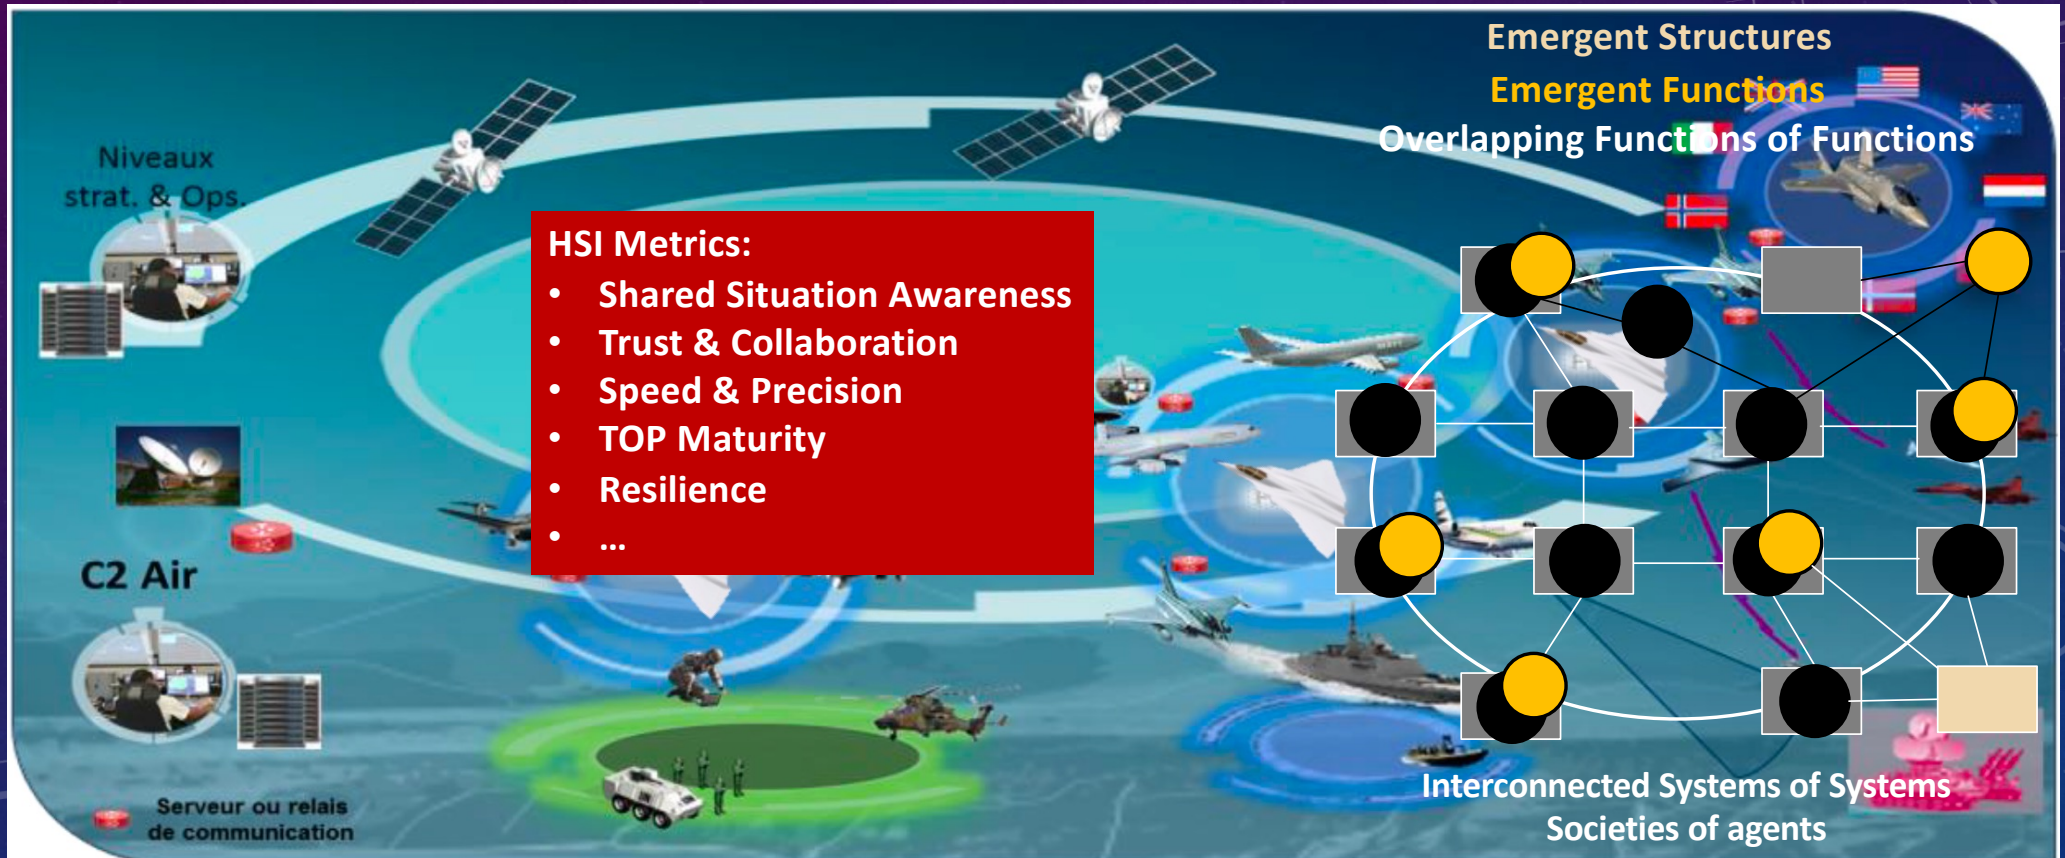 Emergent Structures
Emergent Functions
Overlapping Functions of Functions
Niveaux
strat. & Ops.
HSI Metrics:
• Shared Situation Awareness
• Trust & Collaboration
• Speed & Precision
• TOP Maturity
• Resilience
• ...
C2 Air
Serveur ou relais
de communication
Interconnected Systems of Systems
Societies of agents